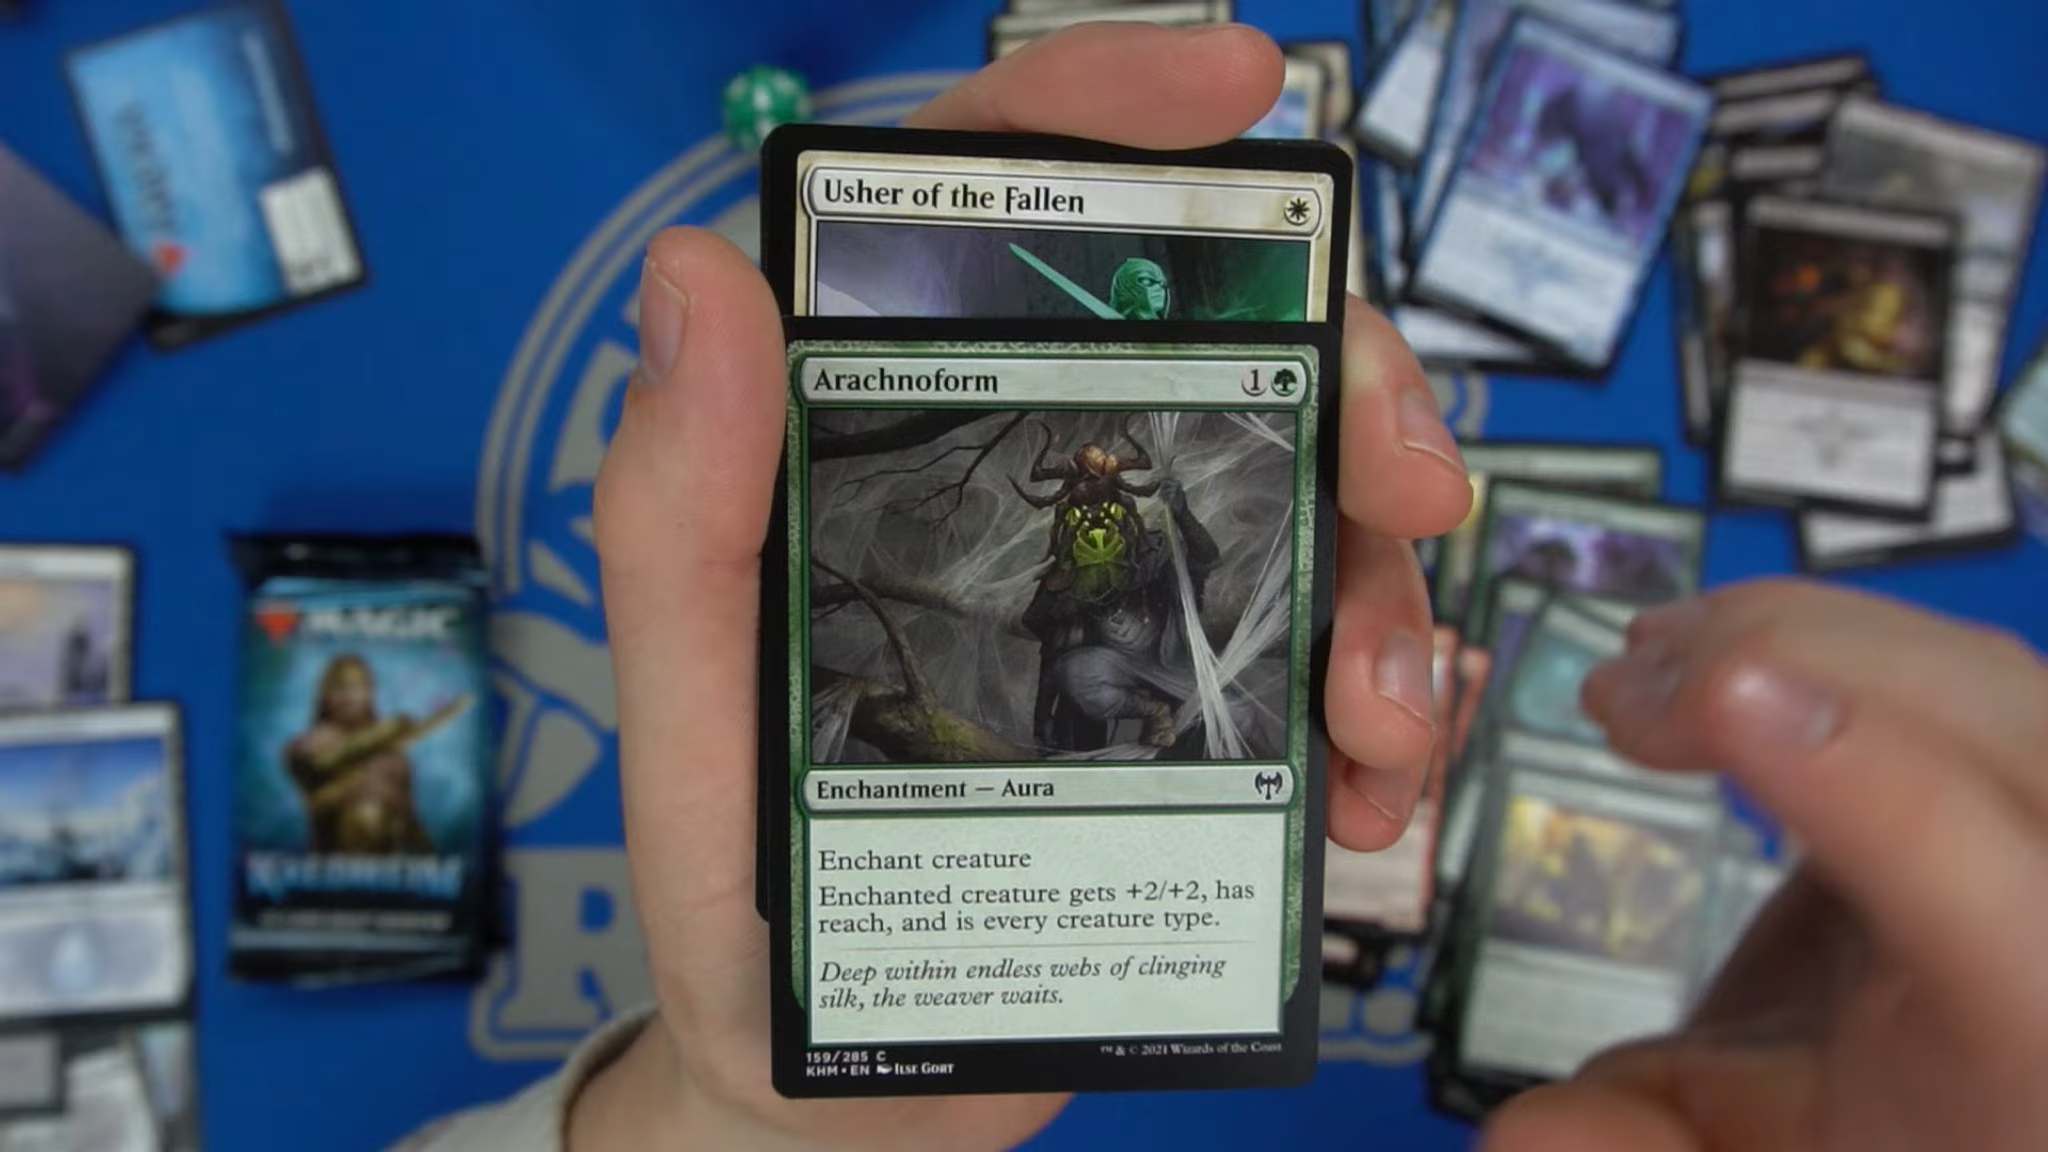 Usher of the Fallen
Arachnoform
1
Enchantment — Aura
Enchant creature
Enchanted creature gets +2/+2, has
reach, and is every creature type.
Deep within endless webs of clinging
silk, the weaver waits.
159/285 C
KHM • EN ILSE GORT
™ & © 2021 Wizards of the Coast
MAGIC
KALDHEIM